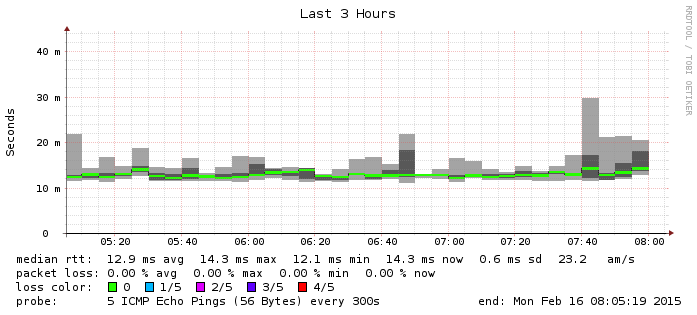 Last 3 Hours
RRDTOOL / TOBI OETIKER
Seconds
40 m
30 m
20 m
10 m
0
05:20 05:40 06:00 06:20 06:40 07:00 07:20 07:40 08:00
median rtt: 12.9 ms avg 14.3 ms max 12.1 ms min 14.3 ms now 0.6 ms sd 23.2 am/s
packet loss: 0.00 % avg 0.00 % max 0.00 % min 0.00 % now
loss color: 0 1/5 2/5 3/5 4/5
probe: 5 ICMP Echo Pings (56 Bytes) every 300s end: Mon Feb 16 08:05:19 2015